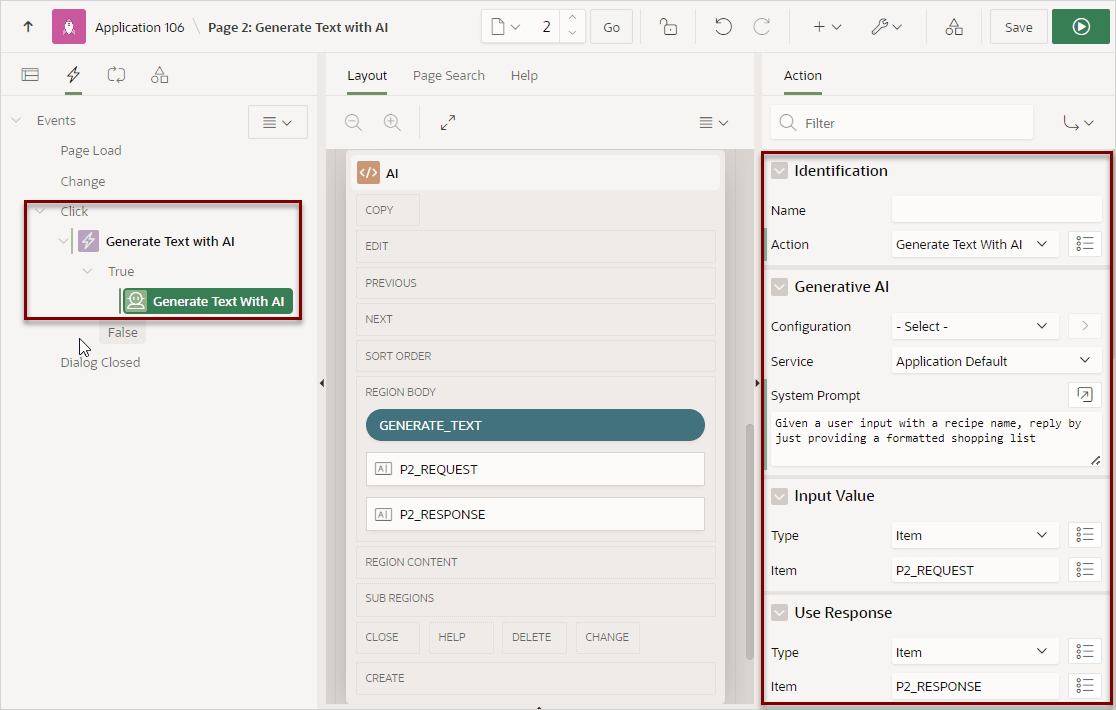 Application 106 \ Page 2: Generate Text with AI
2
Go
Save
Events
Page Load
Change
Click
Generate Text with AI
True
Generate Text With AI
False
Dialog Closed
Layout
Page Search
Help
</> AI
COPY
EDIT
PREVIOUS
NEXT
SORT ORDER
REGION BODY
GENERATE_TEXT
A| P2_REQUEST
A| P2_RESPONSE
REGION CONTENT
SUB REGIONS
CLOSE
HELP
DELETE
CHANGE
CREATE
Action
Filter
Identification
Name
Action Generate Text With AI
Generative AI
Configuration - Select -
Service Application Default
System Prompt
Given a user input with a recipe name, reply by
just providing a formatted shopping list
Input Value
Type Item
Item P2_REQUEST
Use Response
Type Item
Item P2_RESPONSE